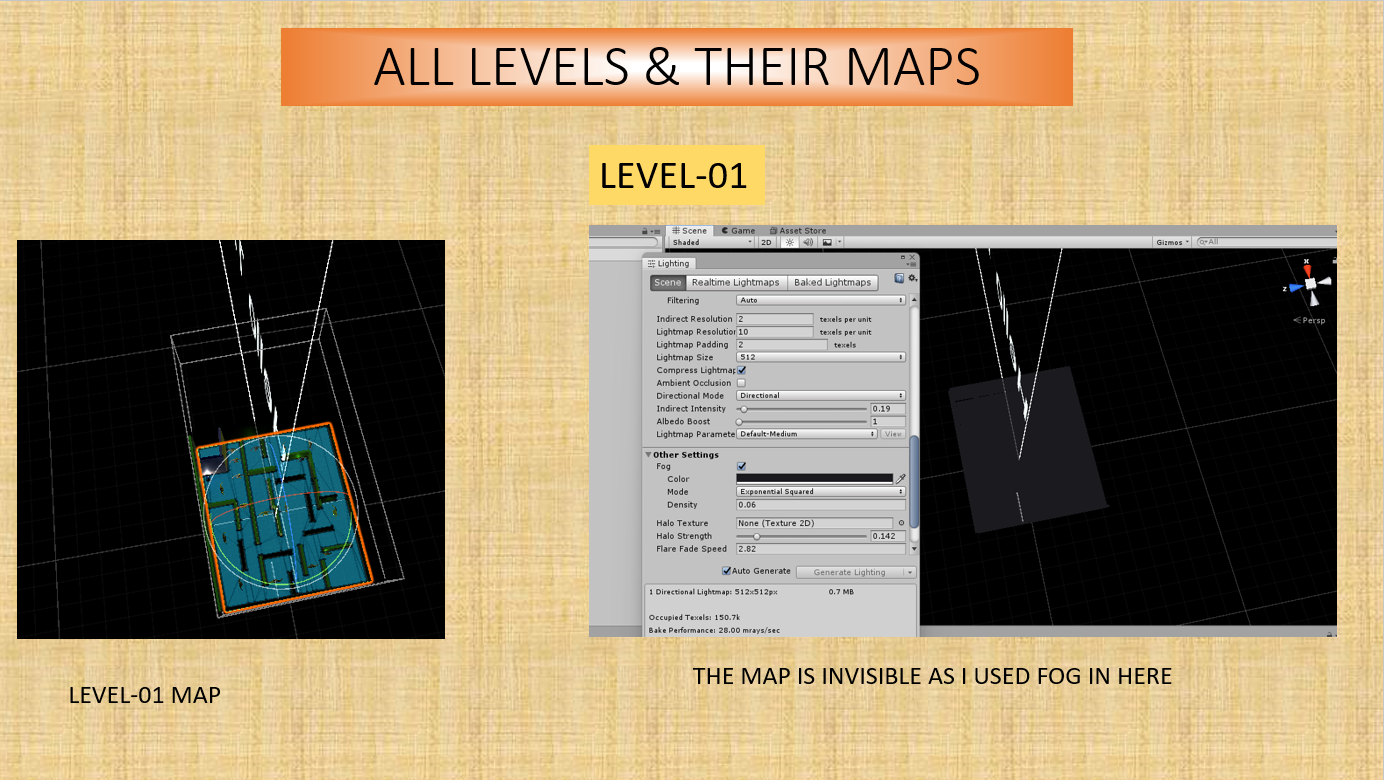 ALL LEVELS & THEIR MAPS
LEVEL-01
Scene Game Asset Store
Shaded 2D Gizmos All
Lighting
Scene Realtime Lightmaps Baked Lightmaps
Filtering Auto
Indirect Resolution 2 texels per unit
Lightmap Resolutior 10 texels per unit
Lightmap Padding 2 texels
Lightmap Size 512
Compress Lightmap
Ambient Occlusion
Directional Mode Directional
Indirect Intensity 0.19
Albedo Boost 1
Lightmap Paramete Default-Medium View
Other Settings
Fog
Color
Mode Exponential Squared
Density 0.06
Halo Texture None (Texture 2D)
Halo Strength 0.142
Flare Fade Speed 2.82
Auto Generate Generate Lighting
1 Directional Lightmap: 512x512px 0.7 MB
Occupied Texels: 150.7k
Bake Performance: 28.00 mrays/sec
x
z
Persp
THE MAP IS INVISIBLE AS I USED FOG IN HERE
LEVEL-01 MAP